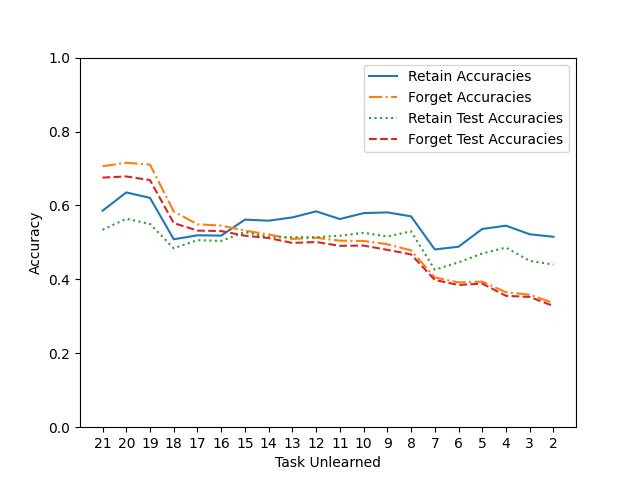 1.0
0.8
0.6
0.4
0.2
0.0
Accuracy
Retain Accuracies
Forget Accuracies
Retain Test Accuracies
Forget Test Accuracies
21 20 19 18 17 16 15 14 13 12 11 10 9 8 7 6 5 4 3 2
Task Unlearned